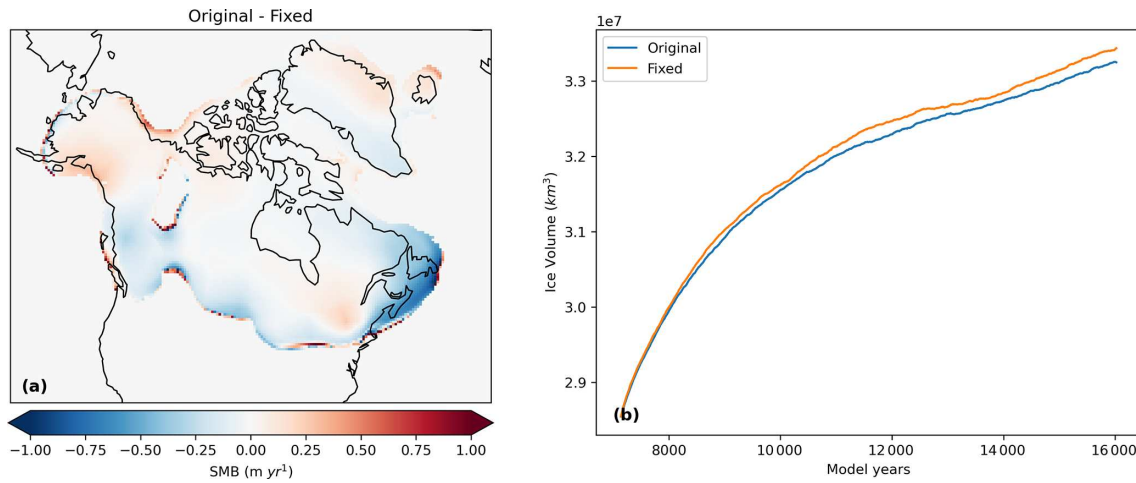 Original - Fixed
(a)
−1.00 −0.75 −0.50 −0.25 0.00 0.25 0.50 0.75 1.00
SMB (m yr¹)
1e7
Original
Fixed
3.3
3.2
3.1
3.0
2.9
Ice Volume (km³)
(b)
8000 10 000 12 000 14 000 16 000
Model years